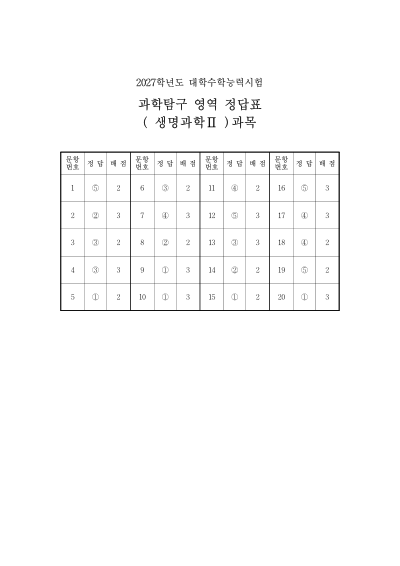 2027학년도 대학수학능력시험
과학탐구 영역 정답표
( 생명과학Ⅱ )과목
문항번호 정 답 배 점 문항번호 정 답 배 점 문항번호 정 답 배 점 문항번호 정 답 배 점
1 ⑤ 2 6 ③ 2 11 ④ 2 16 ⑤ 3
2 ② 3 7 ④ 3 12 ⑤ 3 17 ④ 3
3 ③ 2 8 ② 2 13 ③ 3 18 ④ 2
4 ③ 3 9 ① 3 14 ② 2 19 ⑤ 2
5 ① 2 10 ① 3 15 ① 2 20 ① 3